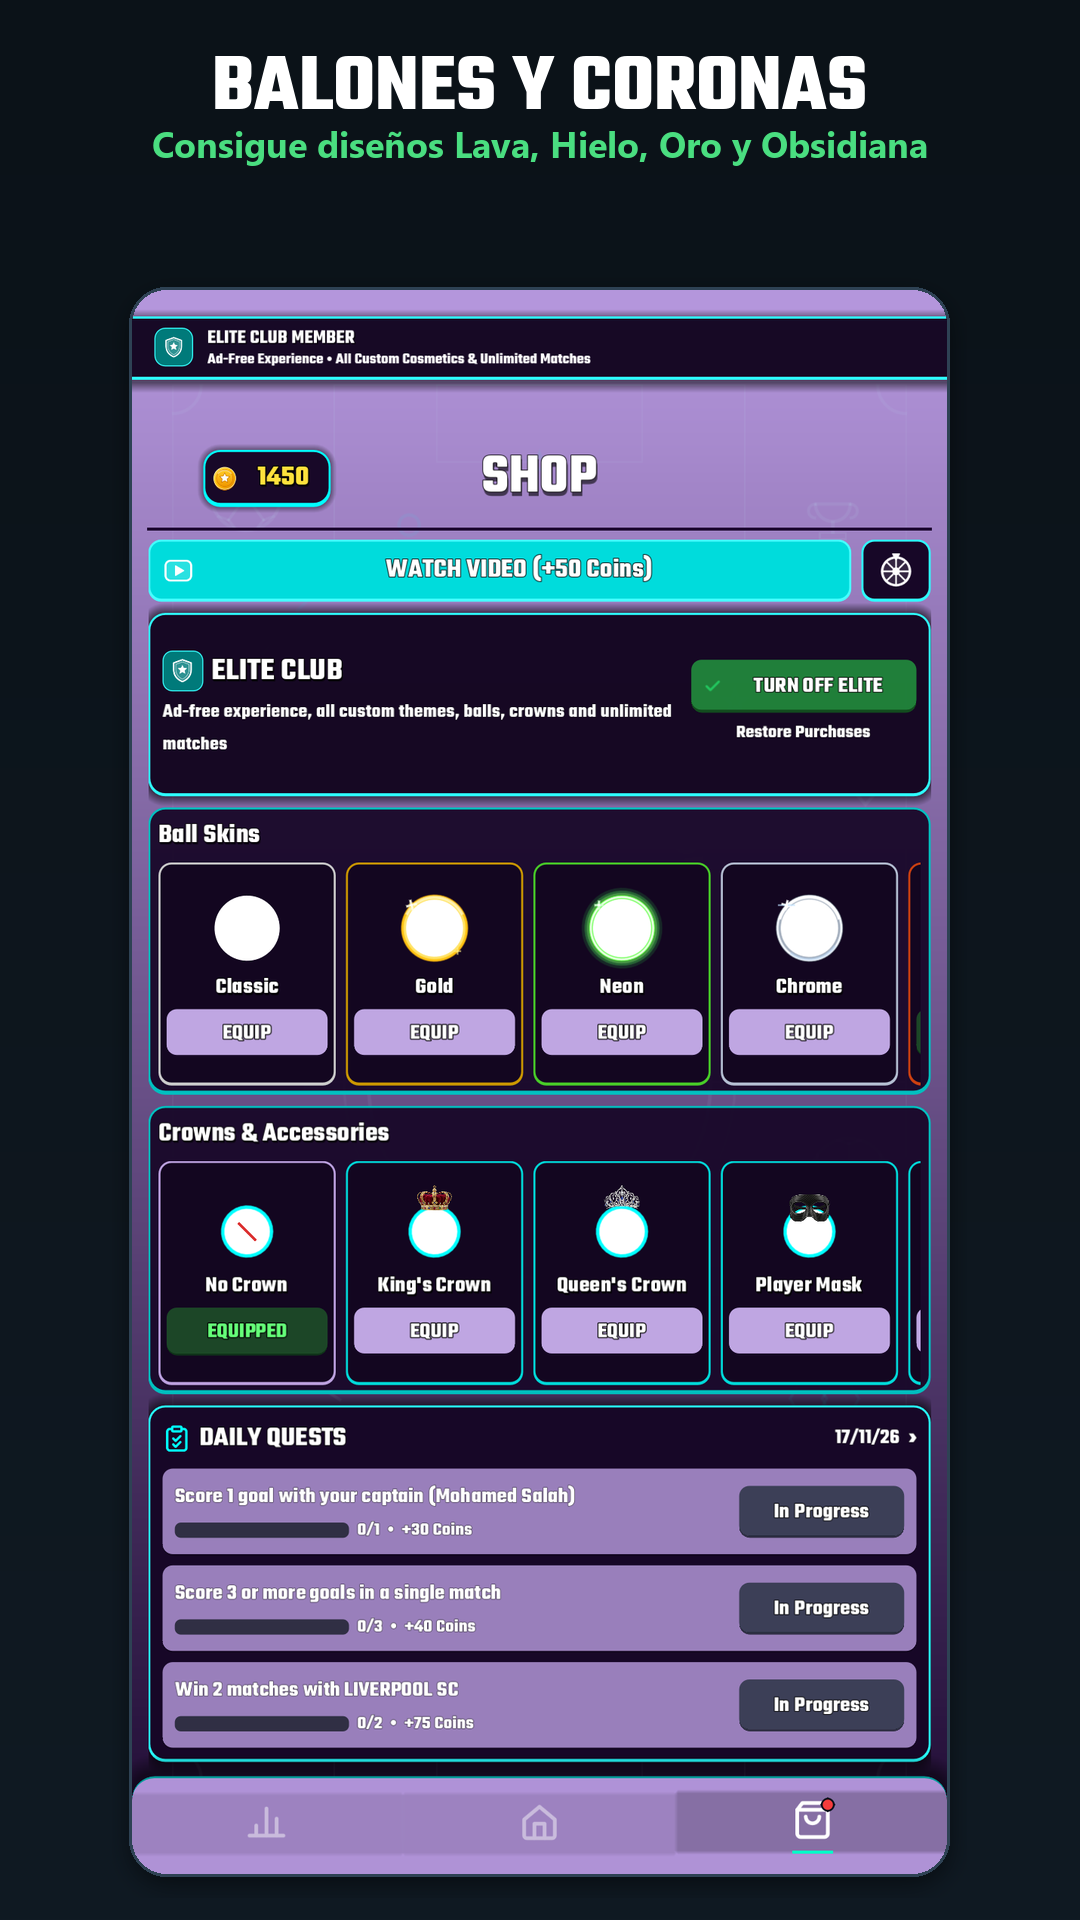 BALONES Y CORONAS
Consigue diseños Lava, Hielo, Oro y Obsidiana
ELITE CLUB MEMBER
Ad-Free Experience • All Custom Cosmetics & Unlimited Matches
1450
SHOP
WATCH VIDEO (+50 Coins)
ELITE CLUB
Ad-free experience, all custom themes, balls, crowns and unlimited
matches
TURN OFF ELITE
Restore Purchases
Ball Skins
Classic
Gold
Neon
Chrome
EQUIP
EQUIP
EQUIP
EQUIP
Crowns & Accessories
No Crown
King's Crown
Queen's Crown
Player Mask
EQUIPPED
EQUIP
EQUIP
EQUIP
DAILY QUESTS
17/11/26 ›
Score 1 goal with your captain (Mohamed Salah)
0/1 • +30 Coins
In Progress
Score 3 or more goals in a single match
0/3 • +40 Coins
In Progress
Win 2 matches with LIVERPOOL SC
0/2 • +75 Coins
In Progress